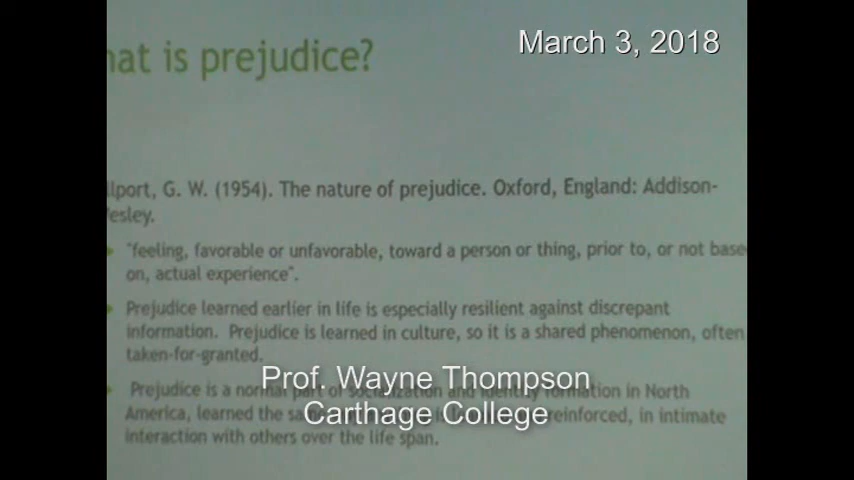 March 3, 2018
hat is prejudice?
llport, G. W. (1954). The nature of prejudice. Oxford, England: Addison-
esley.
"feeling, favorable or unfavorable, toward a person or thing, prior to, or not base
on, actual experience".
Prejudice learned earlier in life is especially resilient against discrepant
information. Prejudice is learned in culture, so it is a shared phenomenon, often
taken-for-granted.
Prof. Wayne Thompson
Prejudice is a normal part of socialization and identity formation in North
Carthage College
America, learned the reinforced, in intimate
interaction with others over the life span.